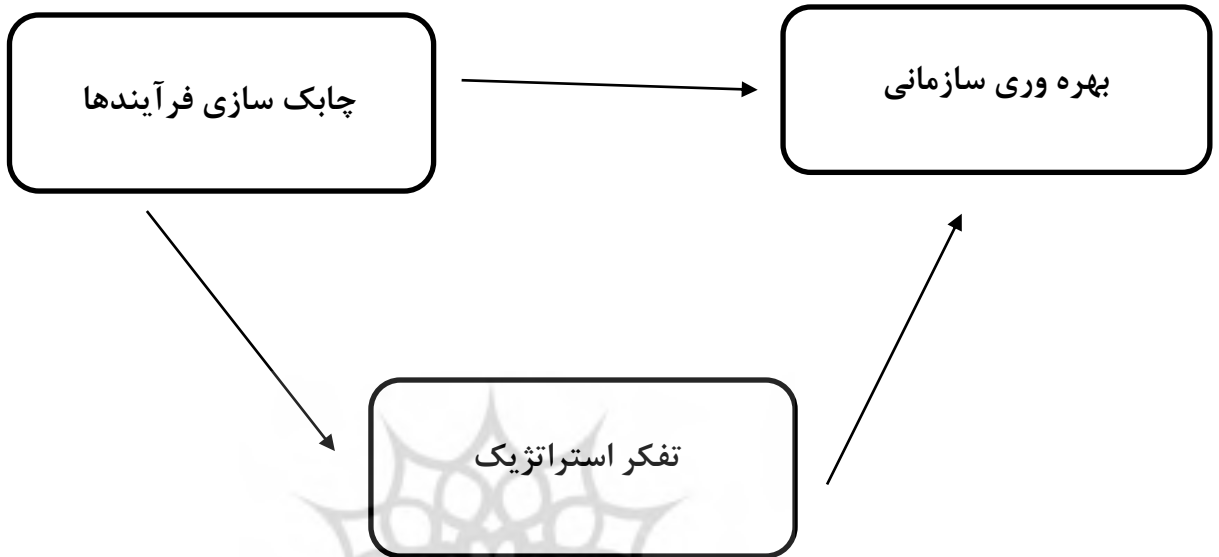 بهره وری سازمانی
چابک سازی فرآیندها
تفکر استراتژیک